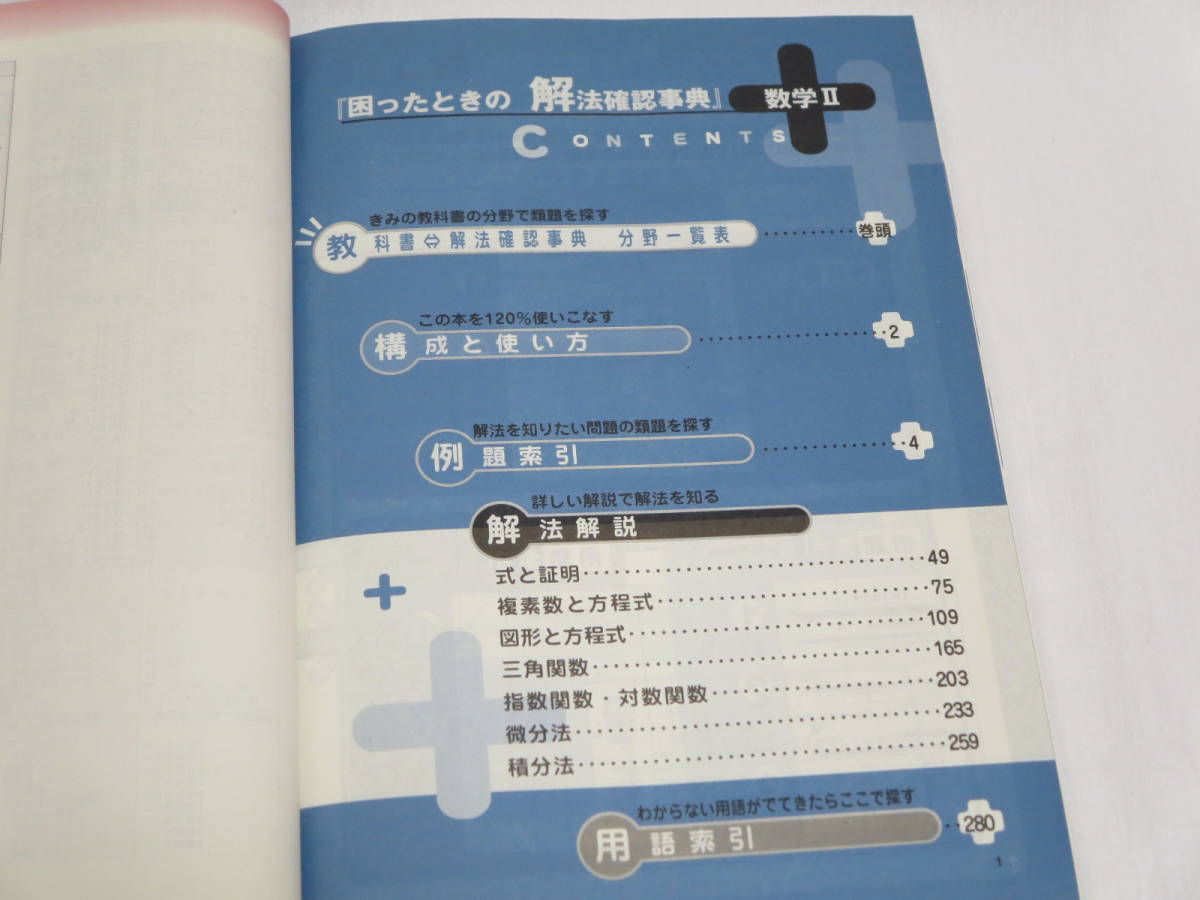 『困ったときの 解法確認事典』 数学Ⅱ
CONTENTS
きみの教科書の分野で類題を探す
教科書⇔解法確認事典 分野一覧表 ·········· 巻頭
この本を120%使いこなす
構成と使い方 ···················· 2
解法を知りたい問題の類題を探す
例題索引 ·············· 4
詳しい解説で解法を知る
解法解説
式と証明 ·································· 49
複素数と方程式 ·························· 75
図形と方程式 ···························· 109
三角関数 ································ 165
指数関数・対数関数 ····················· 203
微分法 ·································· 233
積分法 ·································· 259
わからない用語がでてきたらここで探す
用語索引 ·· 280
1